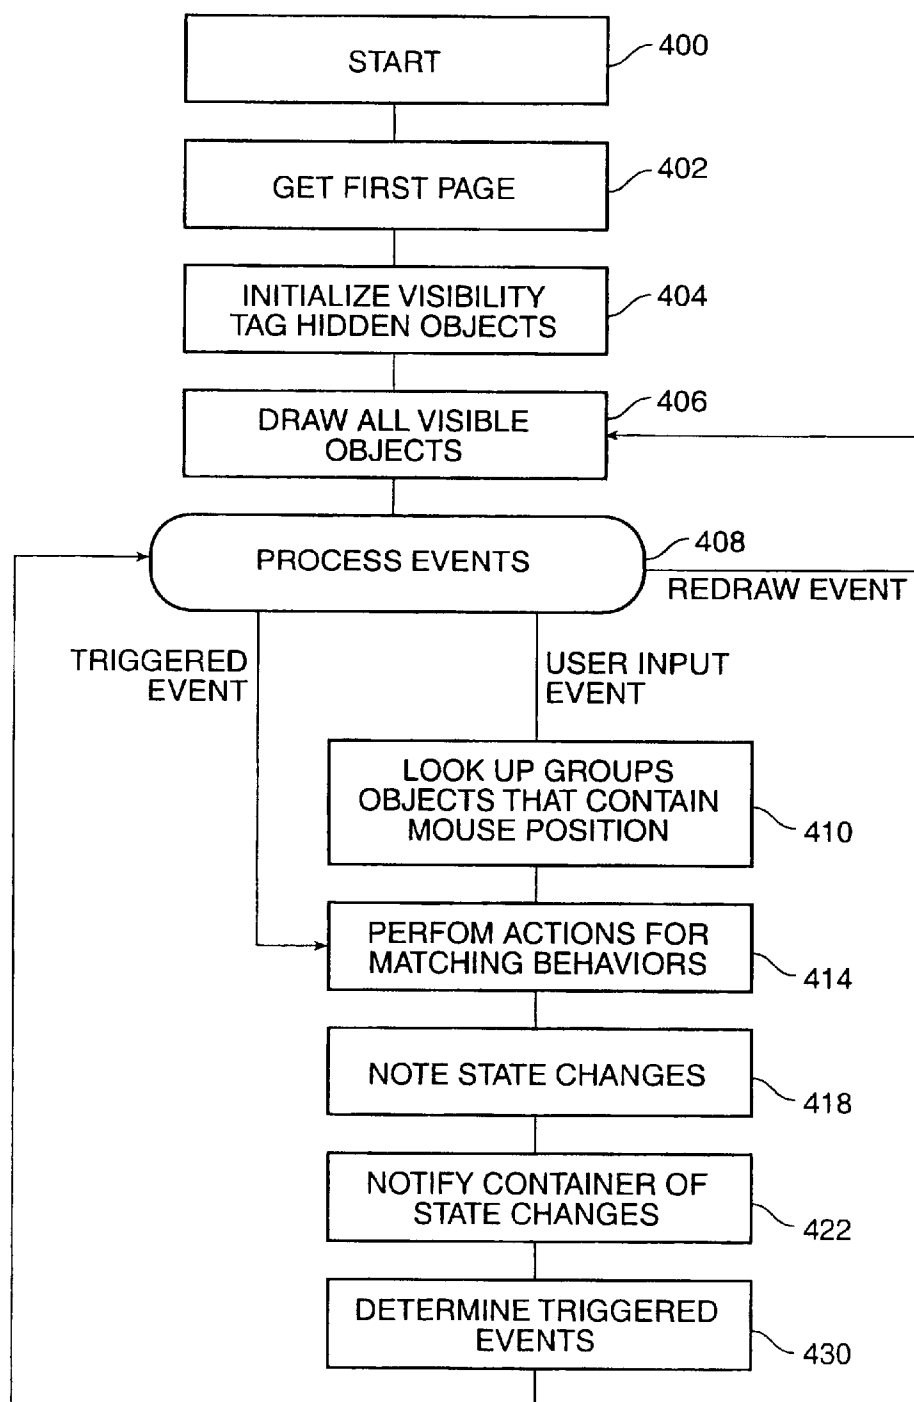 START
400
GET FIRST PAGE
402
INITIALIZE VISIBILITY
TAG HIDDEN OBJECTS
404
DRAW ALL VISIBLE
OBJECTS
406
PROCESS EVENTS
408
REDRAW EVENT
TRIGGERED
EVENT
USER INPUT
EVENT
LOOK UP GROUPS
OBJECTS THAT CONTAIN
MOUSE POSITION
410
PERFOM ACTIONS FOR
MATCHING BEHAVIORS
414
NOTE STATE CHANGES
418
NOTIFY CONTAINER OF
STATE CHANGES
422
DETERMINE TRIGGERED
EVENTS
430